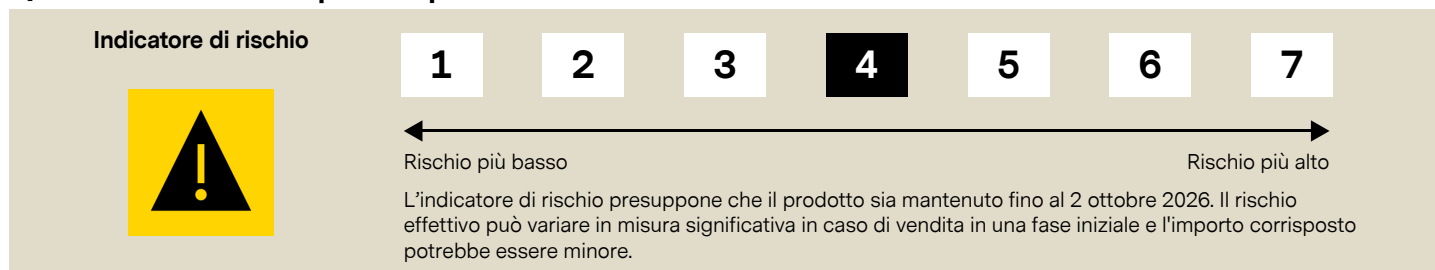 Indicatore di rischio
1 2 3 4 5 6 7
Rischio più basso Rischio più alto
L'indicatore di rischio presuppone che il prodotto sia mantenuto fino al 2 ottobre 2026. Il rischio
effettivo può variare in misura significativa in caso di vendita in una fase iniziale e l'importo corrisposto
potrebbe essere minore.